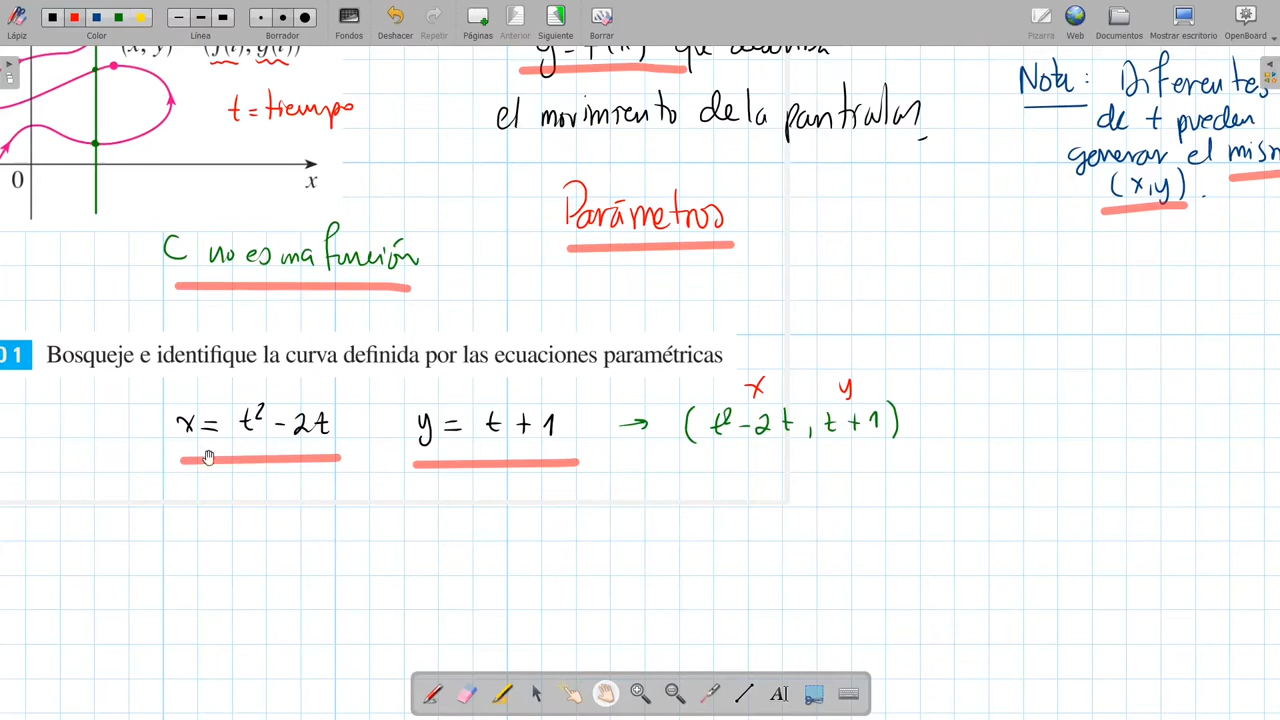 Lápiz
Color
Línea
Borrador
Fondos
Deshacer
Repetir
Páginas
Anterior
Siguiente
Borrar
Pizarra
Web
Documentos
Mostrar escritorio
OpenBoard
(x, y) (f(t), g(t))
t = tiempo
0
x
C no es una función
el movimiento de la
Parámetros
Nota: Diferentes
de t pueden
generar el
(x,y).
Bosqueje e identifique la curva definida por las ecuaciones paramétricas
x y
x = t² - 2t y = t + 1 → (t² - 2t, t + 1)